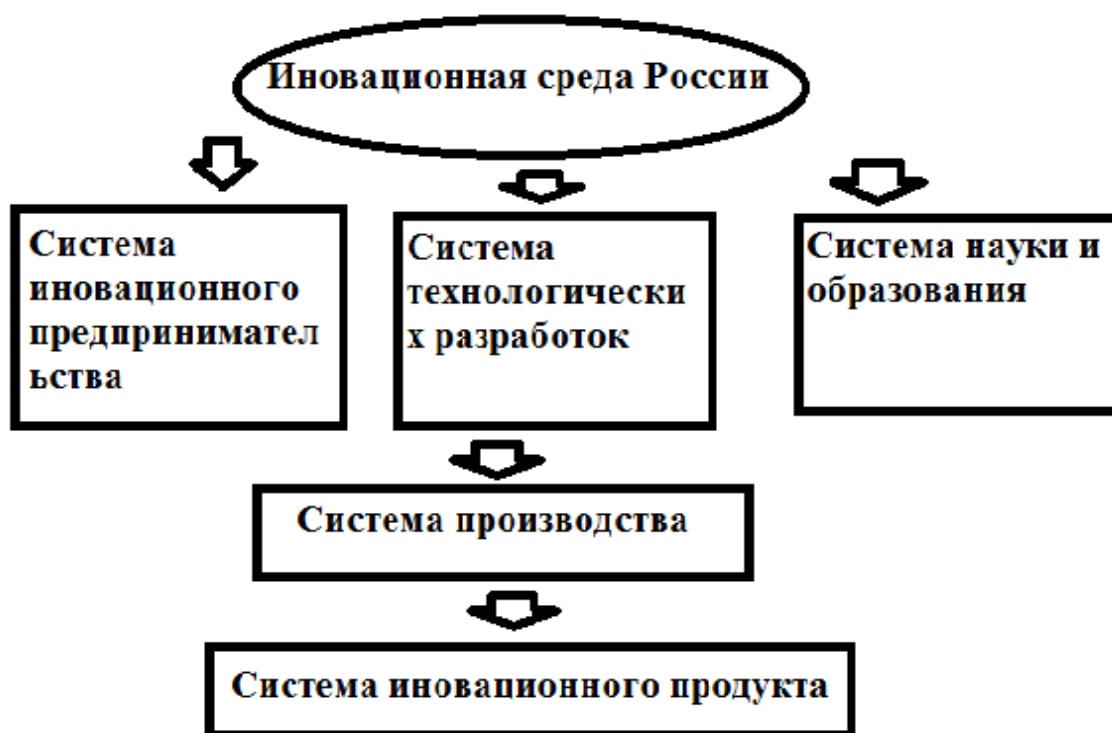 Иновационная среда России
Система
иновационного
предпринимател
ьства
Система
технологически
х разработок
Система науки и
образования
Система производства
Система иновационного продукта